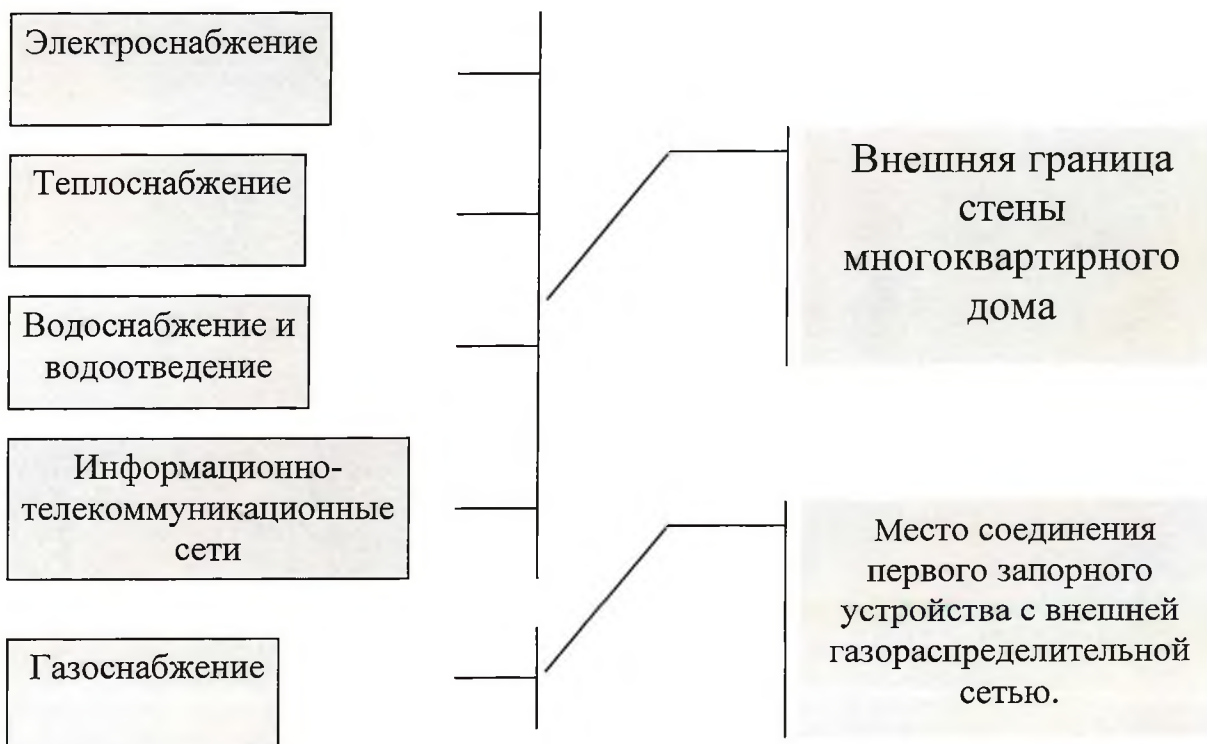 Электроснабжение
Теплоснабжение
Водоснабжение и
водоотведение
Информационно-
телекоммуникационные
сети
Газоснабжение
Внешняя граница
стены
многоквартирного
дома
Место соединения
первого запорного
устройства с внешней
газораспределительной
сетью.